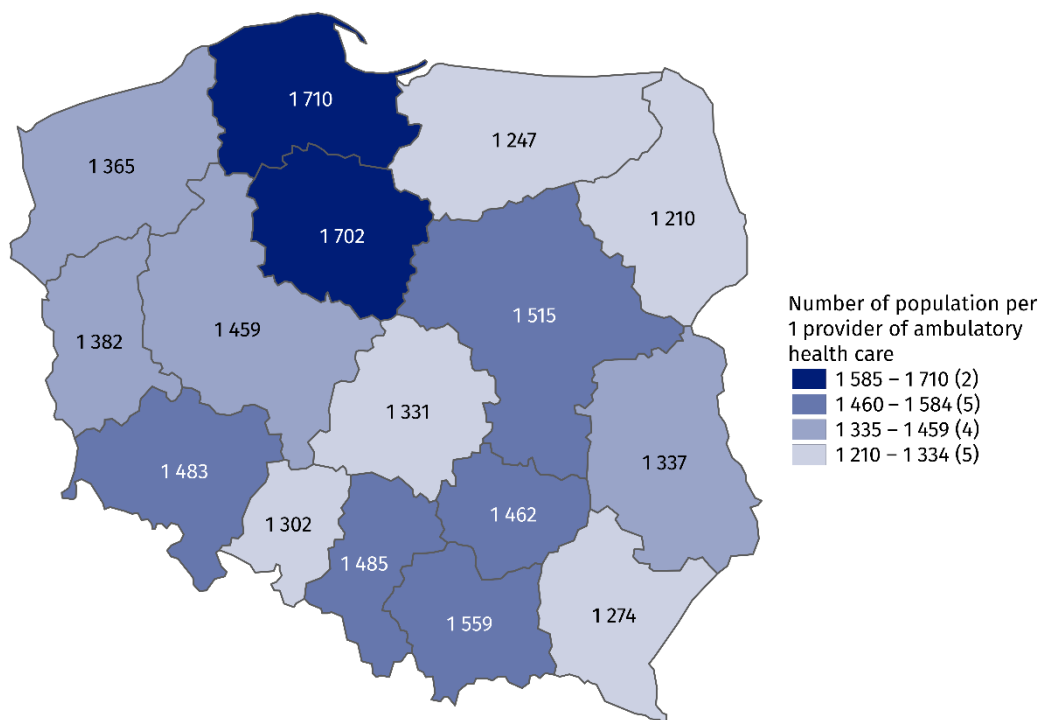 1 710
1 247
1 365
1 210
1 702
1 515
1 459
1 382
1 331
1 337
1 483
1 462
1 302
1 485
1 559
1 274
Number of population per
1 provider of ambulatory
health care
1 585 – 1 710 (2)
1 460 – 1 584 (5)
1 335 – 1 459 (4)
1 210 – 1 334 (5)